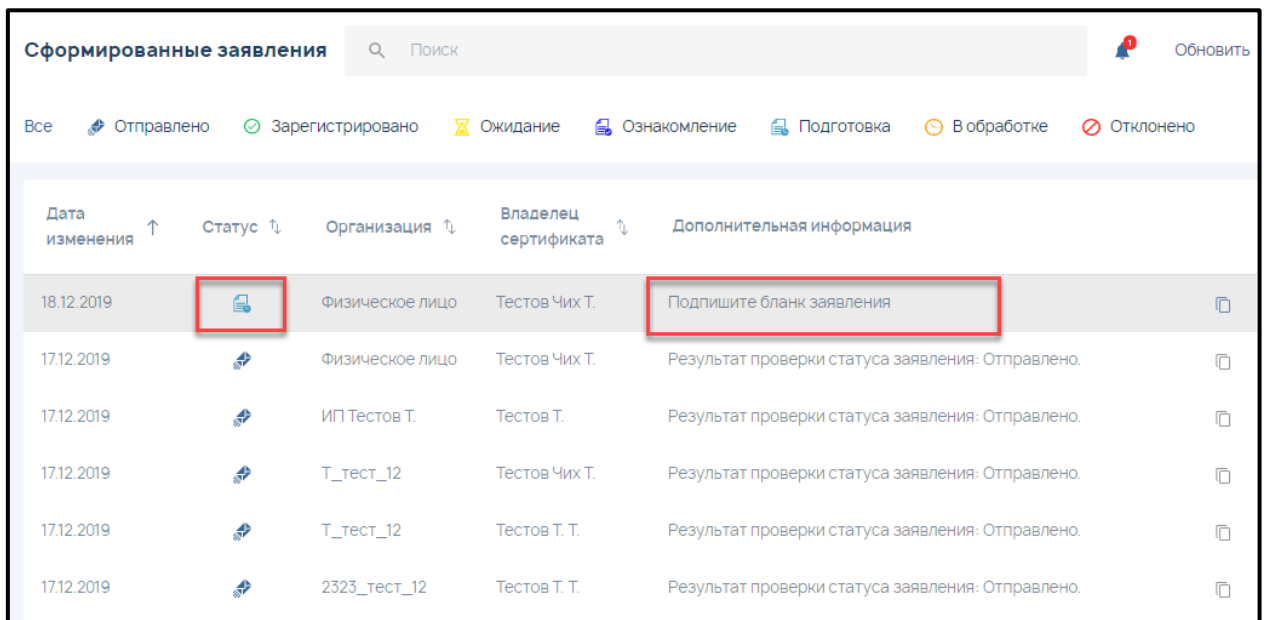 Сформированные заявления Поиск 1 Обновить
Все Отправлено Зарегистрировано Ожидание Ознакомление Подготовка В обработке Отклонено
Дата изменения Статус Организация Владелец сертификата Дополнительная информация
18.12.2019 Физическое лицо Тестов Чих Т. Подпишите бланк заявления
17.12.2019 Физическое лицо Тестов Чих Т. Результат проверки статуса заявления: Отправлено.
17.12.2019 ИП Тестов Т. Тестов Т. Результат проверки статуса заявления: Отправлено.
17.12.2019 Т_тест_12 Тестов Чих Т. Результат проверки статуса заявления: Отправлено.
17.12.2019 Т_тест_12 Тестов Т. Т. Результат проверки статуса заявления: Отправлено.
17.12.2019 2323_тест_12 Тестов Т. Т. Результат проверки статуса заявления: Отправлено.